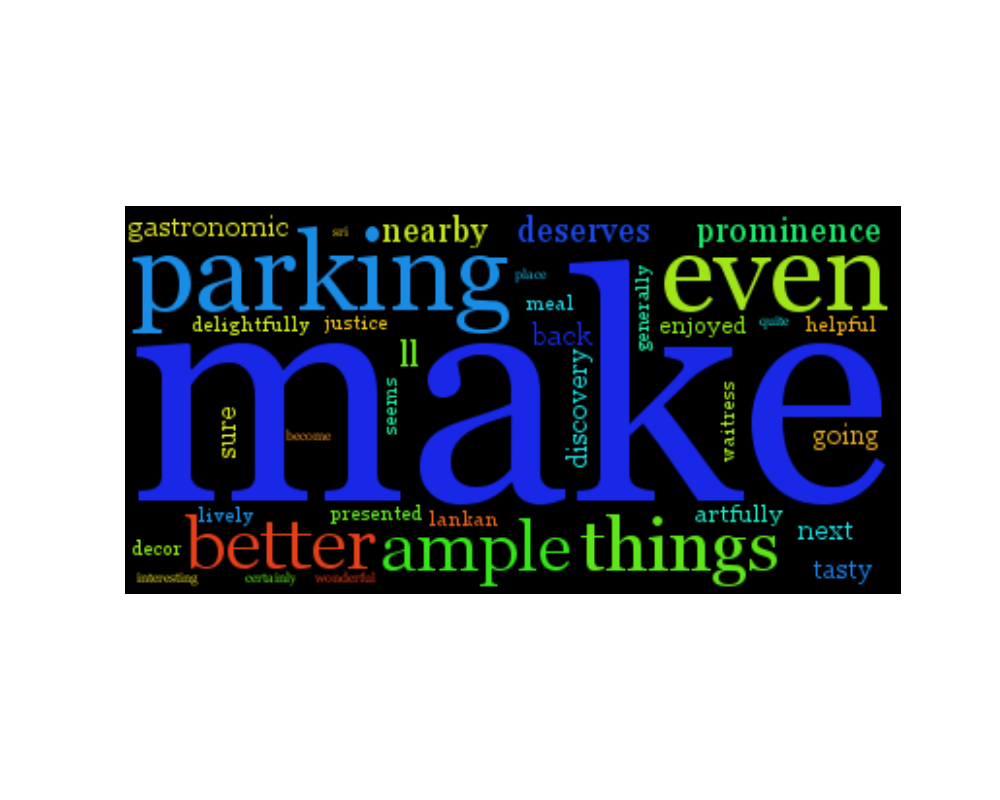 gastronomic sri nearby deserves prominence
parking place even
meal generally
delightfully justice back enjoyed quite helpful
make
ll
seems discovery waitress
sure become going
lively presented lankan artfully
better ample things next
decor
tasty
interesting certainly wonderful